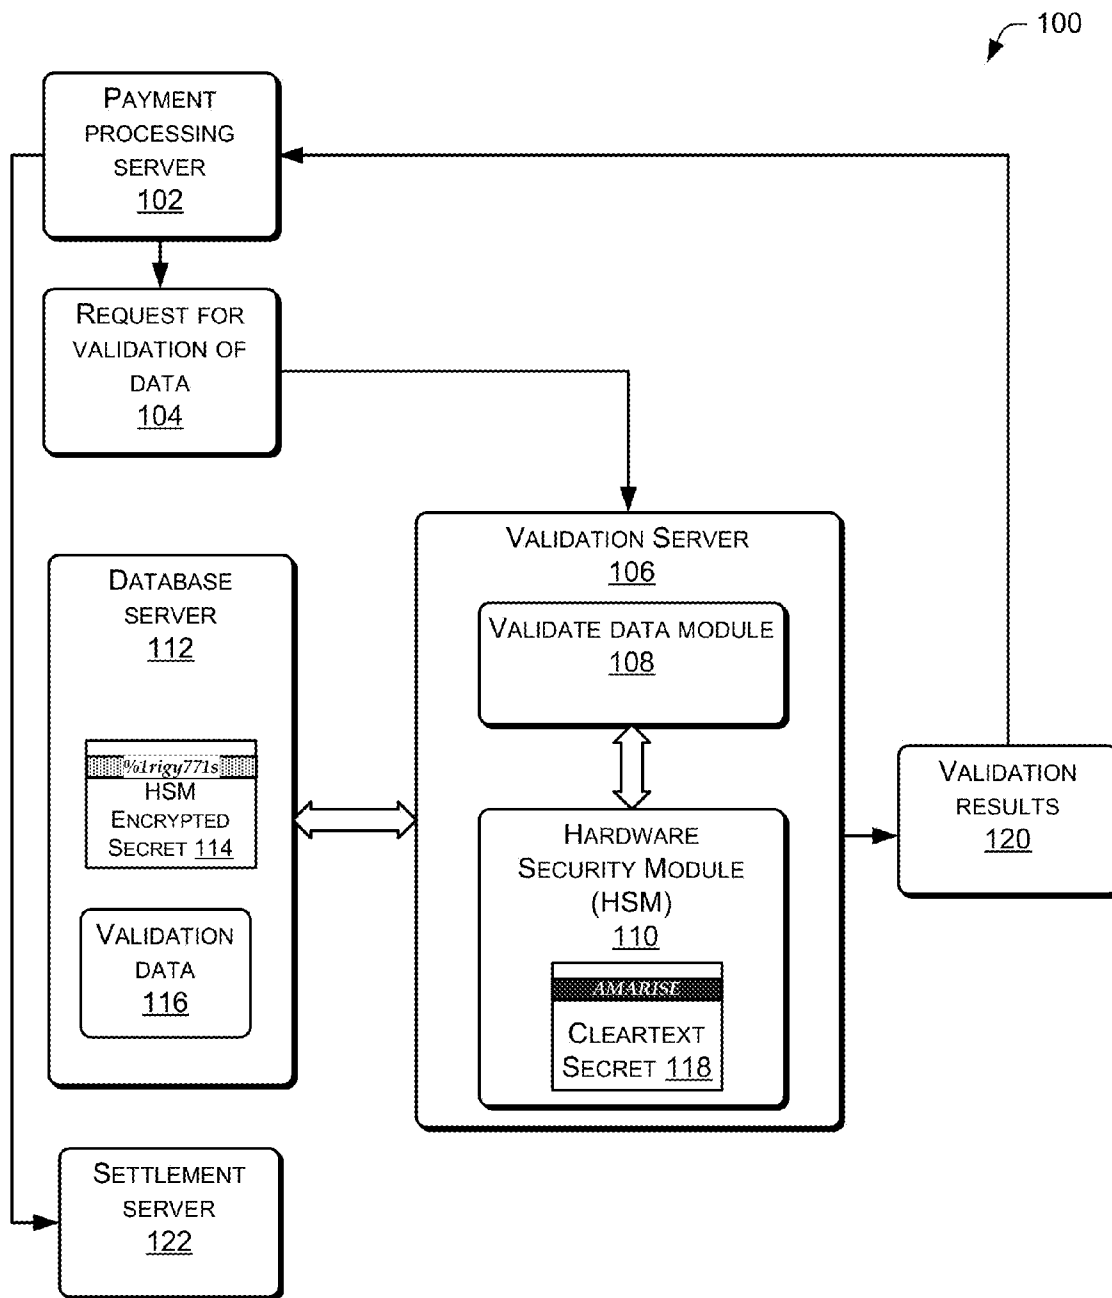 100
PAYMENT
PROCESSING
SERVER
102
REQUEST FOR
VALIDATION OF
DATA
104
VALIDATION SERVER
106
VALIDATE DATA MODULE
108
HARDWARE
SECURITY MODULE
(HSM)
110
AMARISE
CLEARTEXT
SECRET 118
DATABASE
SERVER
112
%1rigy771s
HSM
ENCRYPTED
SECRET 114
VALIDATION
DATA
116
VALIDATION
RESULTS
120
SETTLEMENT
SERVER
122